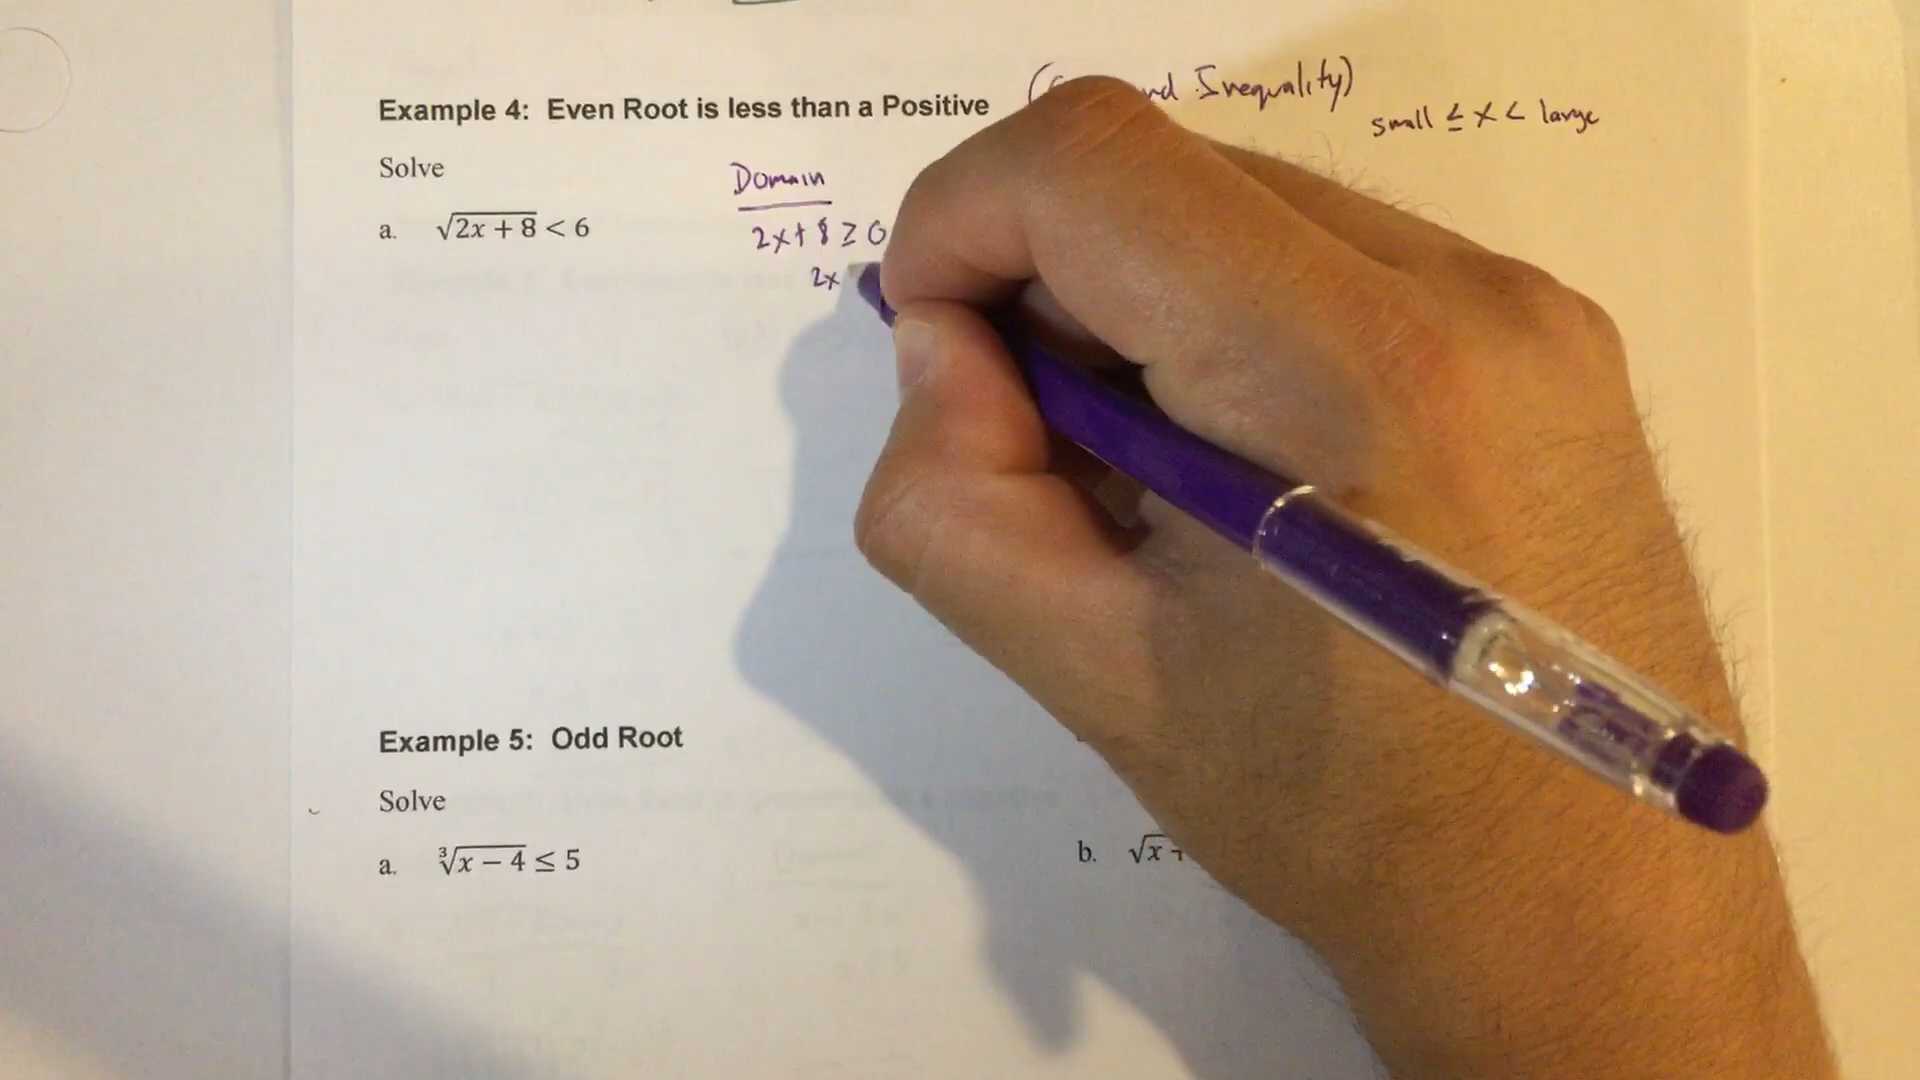 Example 4: Even Root is less than a Positive
Inequality)
small ≤ x < large
Solve
Domain
a. √2x + 8 < 6
2x + 8 ≥ 0
2x
Example 5: Odd Root
Solve
a. ∛x − 4 ≤ 5
b. √x